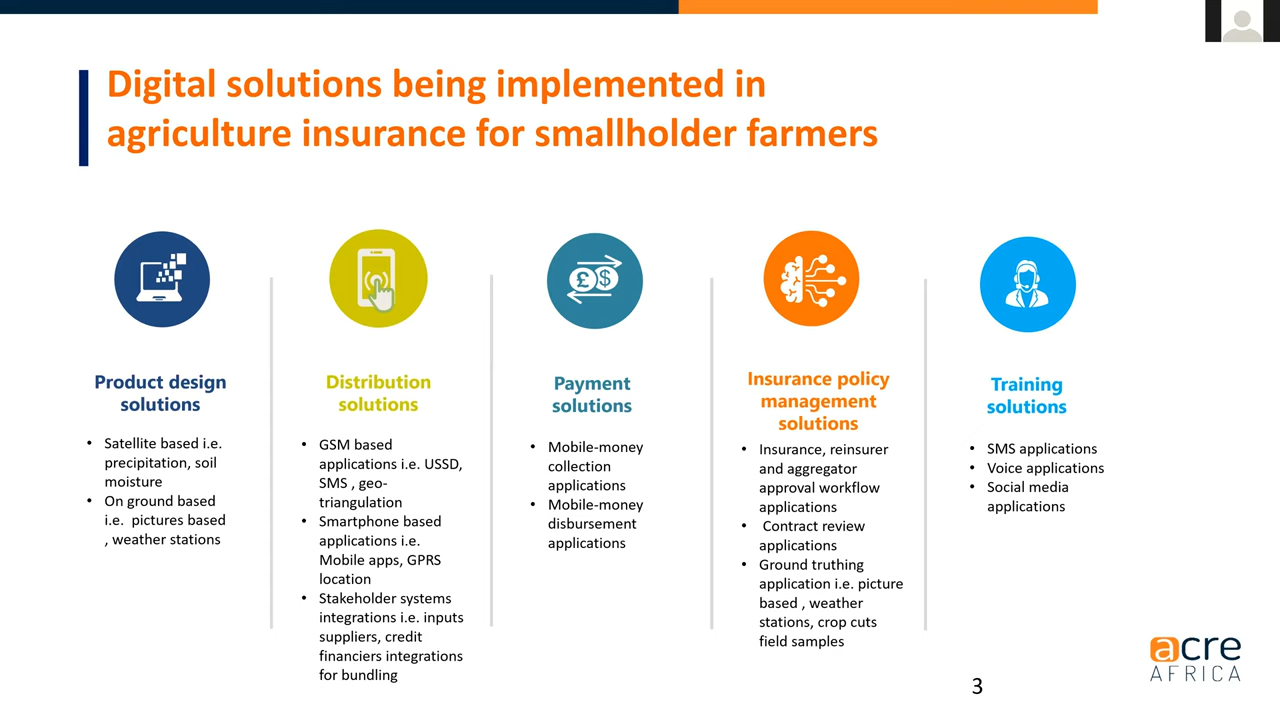 Digital solutions being implemented in
agriculture insurance for smallholder farmers
£
$
Product design
solutions
• Satellite based i.e.
precipitation, soil
moisture
• On ground based
i.e. pictures based
, weather stations
Distribution
solutions
• GSM based
applications i.e. USSD,
SMS , geo-
triangulation
• Smartphone based
applications i.e.
Mobile apps, GPRS
location
• Stakeholder systems
integrations i.e. inputs
suppliers, credit
financiers integrations
for bundling
Payment
solutions
• Mobile-money
collection
applications
• Mobile-money
disbursement
applications
Insurance policy
management
solutions
• Insurance, reinsurer
and aggregator
approval workflow
applications
• Contract review
applications
• Ground truthing
application i.e. picture
based , weather
stations, crop cuts
field samples
Training
solutions
• SMS applications
• Voice applications
• Social media
applications
acre
AFRICA
3